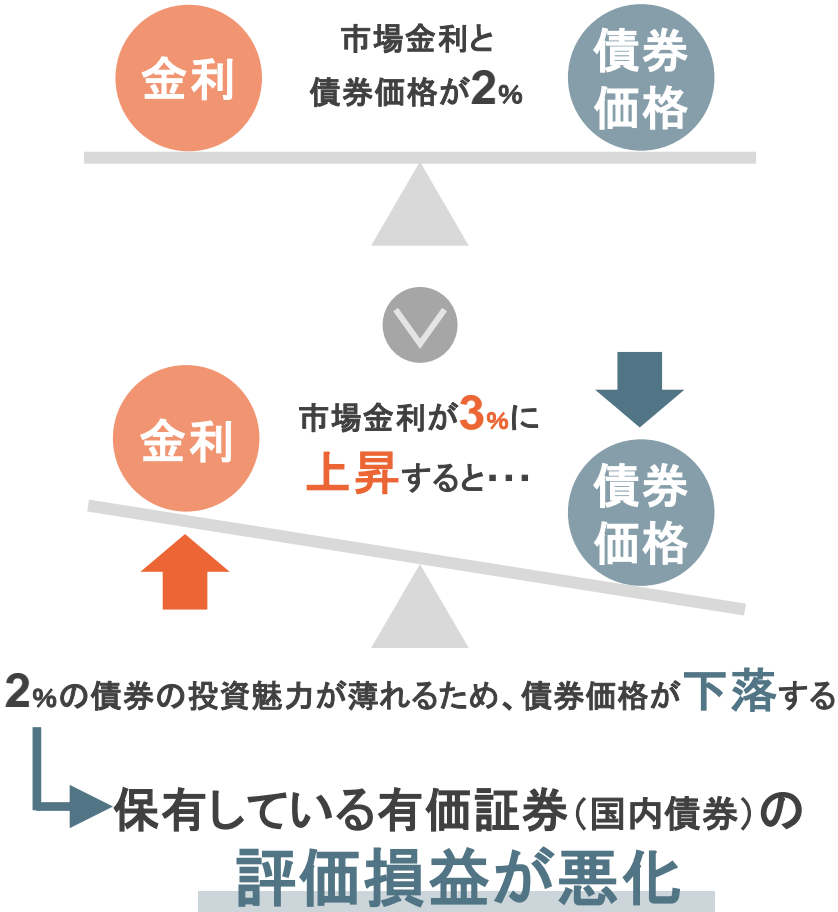 金利
市場金利と
債券価格が2%
債券
価格
金利
市場金利が3%に
上昇すると・・・
債券
価格
2%の債券の投資魅力が薄れるため、債券価格が下落する
保有している有価証券（国内債券）の
評価損益が悪化